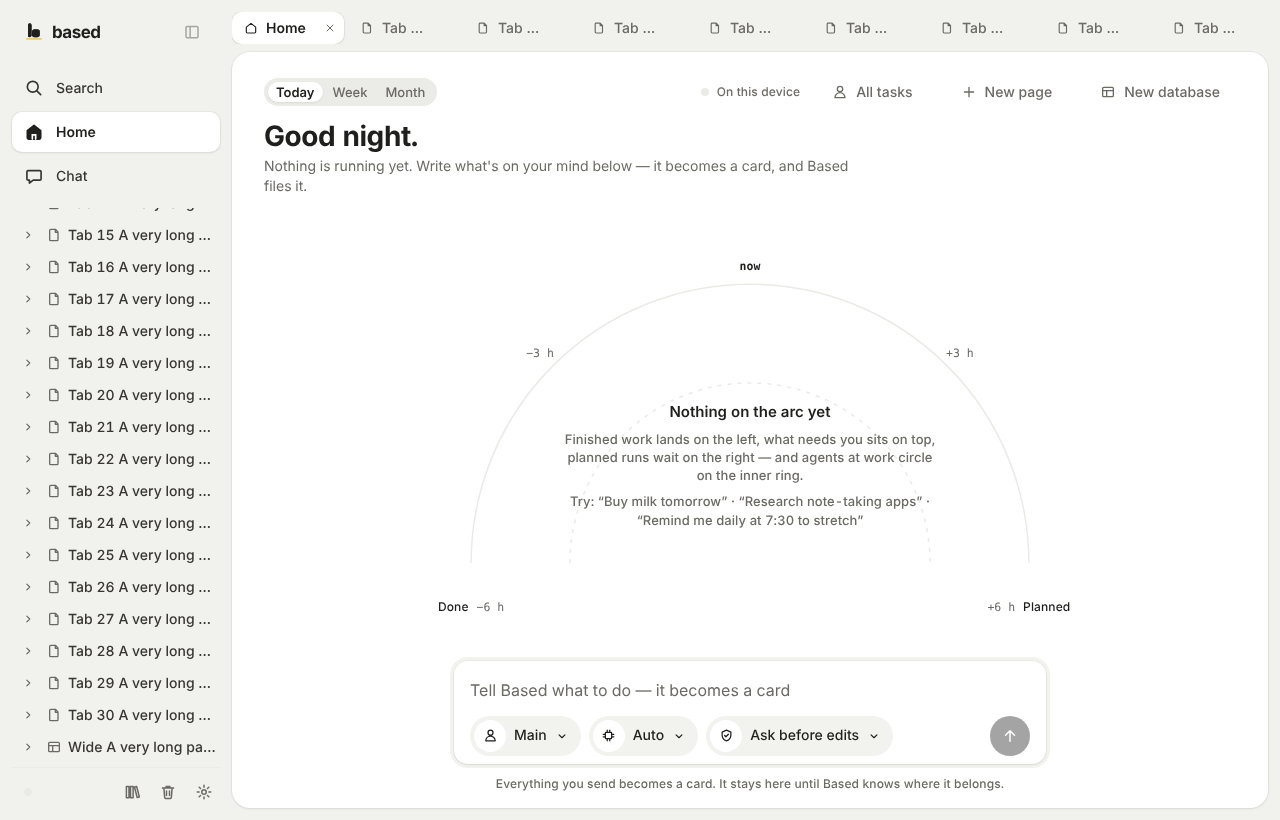 based
Search
Home
Chat
Tab 15 A very long ...
Tab 16 A very long ...
Tab 17 A very long ...
Tab 18 A very long ...
Tab 19 A very long ...
Tab 20 A very long ...
Tab 21 A very long ...
Tab 22 A very long ...
Tab 23 A very long ...
Tab 24 A very long ...
Tab 25 A very long ...
Tab 26 A very long ...
Tab 27 A very long ...
Tab 28 A very long ...
Tab 29 A very long ...
Tab 30 A very long ...
Wide A very long pa...
Home Tab ... Tab ... Tab ... Tab ... Tab ... Tab ... Tab ... Tab ...
Today Week Month On this device All tasks New page New database
Good night.
Nothing is running yet. Write what's on your mind below — it becomes a card, and Based
files it.
now
−3 h +3 h
Nothing on the arc yet
Finished work lands on the left, what needs you sits on top,
planned runs wait on the right — and agents at work circle
on the inner ring.
Try: “Buy milk tomorrow” · “Research note-taking apps” ·
“Remind me daily at 7:30 to stretch”
Done −6 h +6 h Planned
Tell Based what to do — it becomes a card
Main Auto Ask before edits
Everything you send becomes a card. It stays here until Based knows where it belongs.